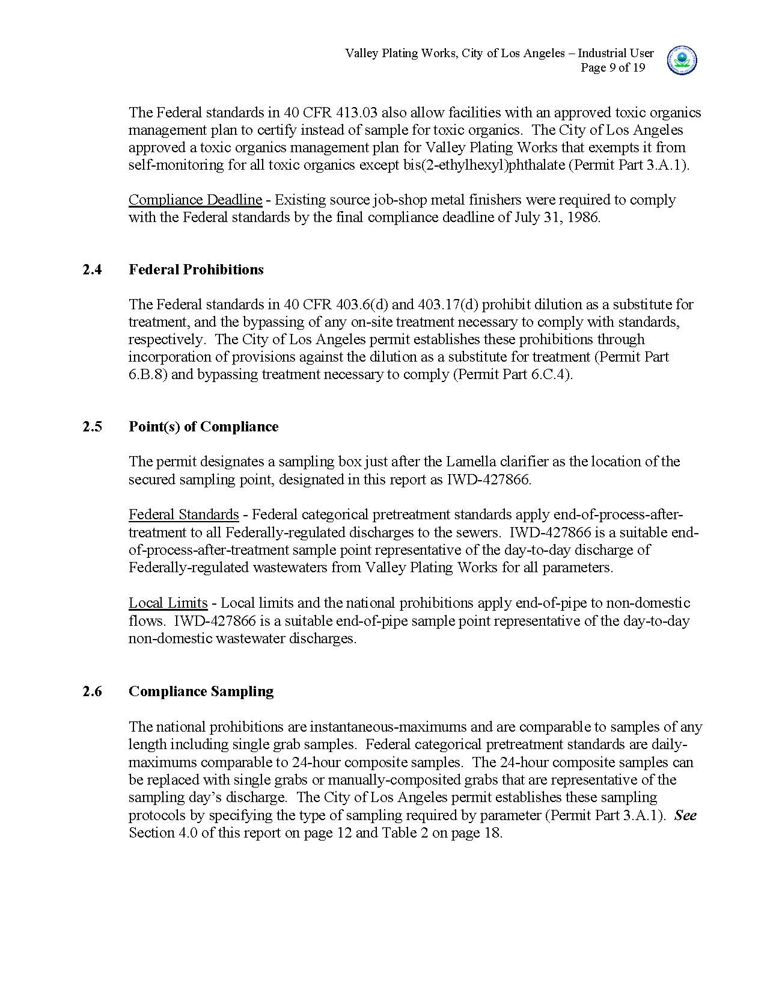 Valley Plating Works, City of Los Angeles – Industrial User
Page 9 of 19
The Federal standards in 40 CFR 413.03 also allow facilities with an approved toxic organics
management plan to certify instead of sample for toxic organics.  The City of Los Angeles
approved a toxic organics management plan for Valley Plating Works that exempts it from
self-monitoring for all toxic organics except bis(2-ethylhexyl)phthalate (Permit Part 3.A.1).
Compliance Deadline - Existing source job-shop metal finishers were required to comply
with the Federal standards by the final compliance deadline of July 31, 1986.
2.4 Federal Prohibitions
The Federal standards in 40 CFR 403.6(d) and 403.17(d) prohibit dilution as a substitute for
treatment, and the bypassing of any on-site treatment necessary to comply with standards,
respectively.  The City of Los Angeles permit establishes these prohibitions through
incorporation of provisions against the dilution as a substitute for treatment (Permit Part
6.B.8) and bypassing treatment necessary to comply (Permit Part 6.C.4).
2.5 Point(s) of Compliance
The permit designates a sampling box just after the Lamella clarifier as the location of the
secured sampling point, designated in this report as IWD-427866.
Federal Standards - Federal categorical pretreatment standards apply end-of-process-after-
treatment to all Federally-regulated discharges to the sewers.  IWD-427866 is a suitable end-
of-process-after-treatment sample point representative of the day-to-day discharge of
Federally-regulated wastewaters from Valley Plating Works for all parameters.
Local Limits - Local limits and the national prohibitions apply end-of-pipe to non-domestic
flows.  IWD-427866 is a suitable end-of-pipe sample point representative of the day-to-day
non-domestic wastewater discharges.
2.6 Compliance Sampling
The national prohibitions are instantaneous-maximums and are comparable to samples of any
length including single grab samples.  Federal categorical pretreatment standards are daily-
maximums comparable to 24-hour composite samples.  The 24-hour composite samples can
be replaced with single grabs or manually-composited grabs that are representative of the
sampling day’s discharge.  The City of Los Angeles permit establishes these sampling
protocols by specifying the type of sampling required by parameter (Permit Part 3.A.1).  See
Section 4.0 of this report on page 12 and Table 2 on page 18.